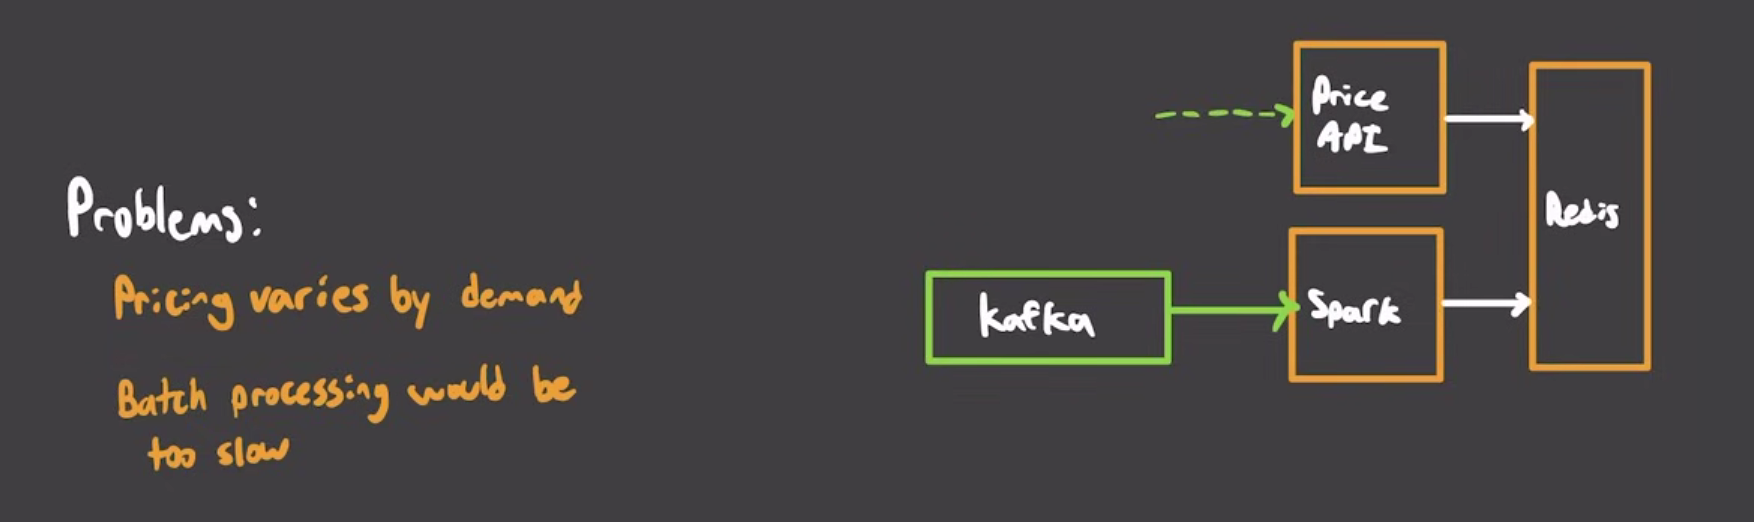 Problems:
Pricing varies by demand
Batch processing would be
too slow
Price
API
Redis
Kafka
Spark